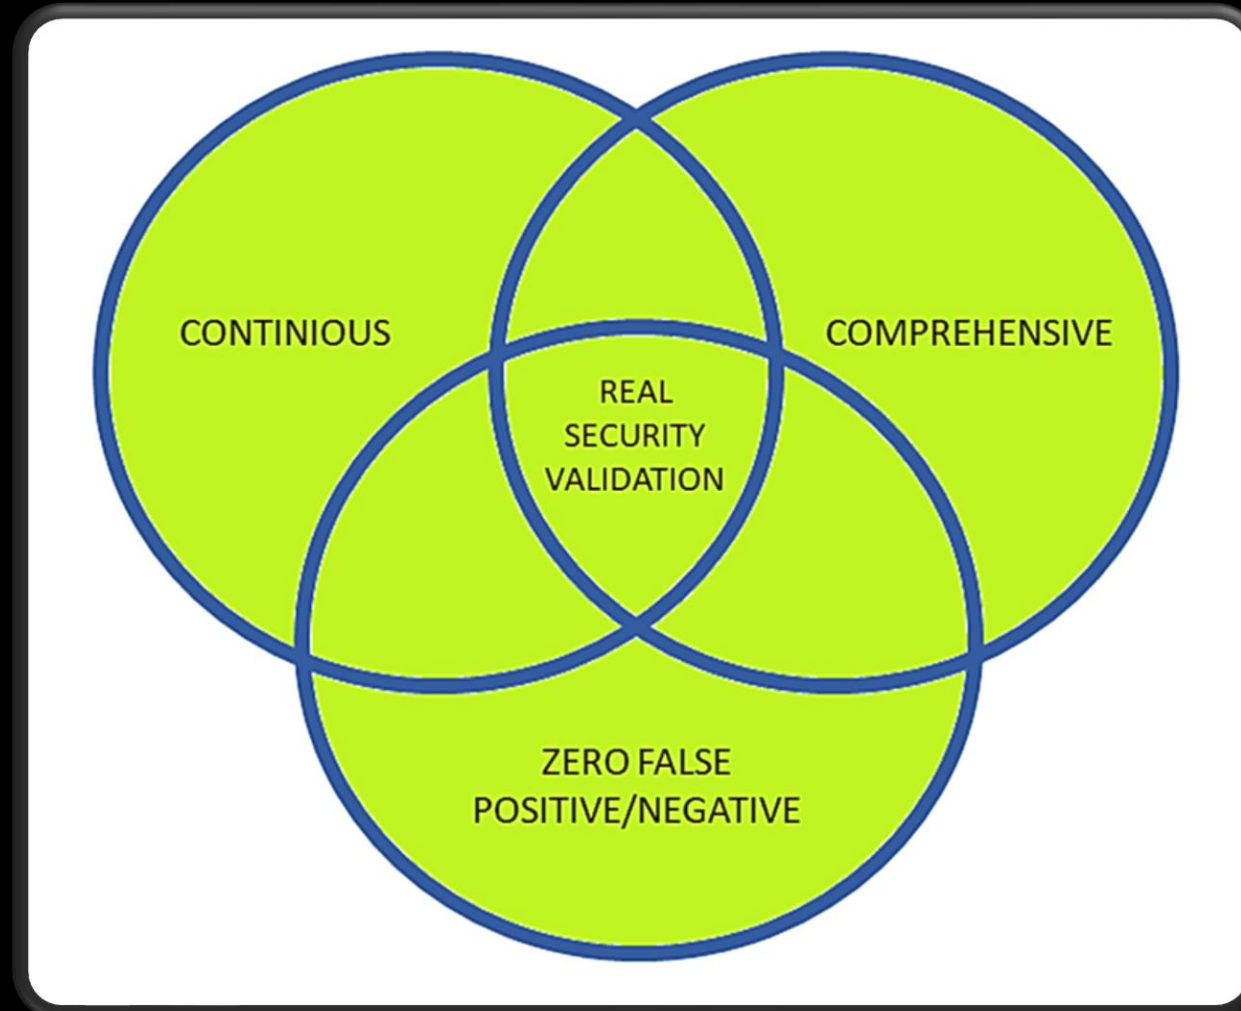 CONTINIOUS
COMPREHENSIVE
REAL
SECURITY
VALIDATION
ZERO FALSE
POSITIVE/NEGATIVE